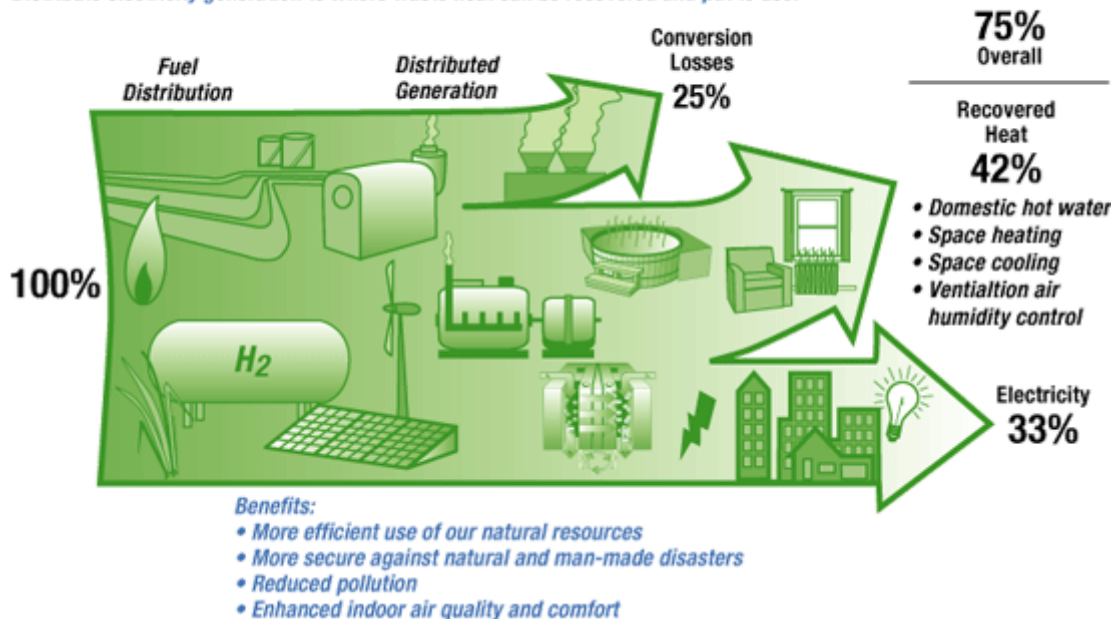 75%
Overall
Conversion
Losses
25%
Fuel
Distribution
Distributed
Generation
Recovered
Heat
42%
• Domestic hot water
• Space heating
• Space cooling
• Ventialtion air
humidity control
100%
H2
Electricity
33%
Benefits:
• More efficient use of our natural resources
• More secure against natural and man-made disasters
• Reduced pollution
• Enhanced indoor air quality and comfort